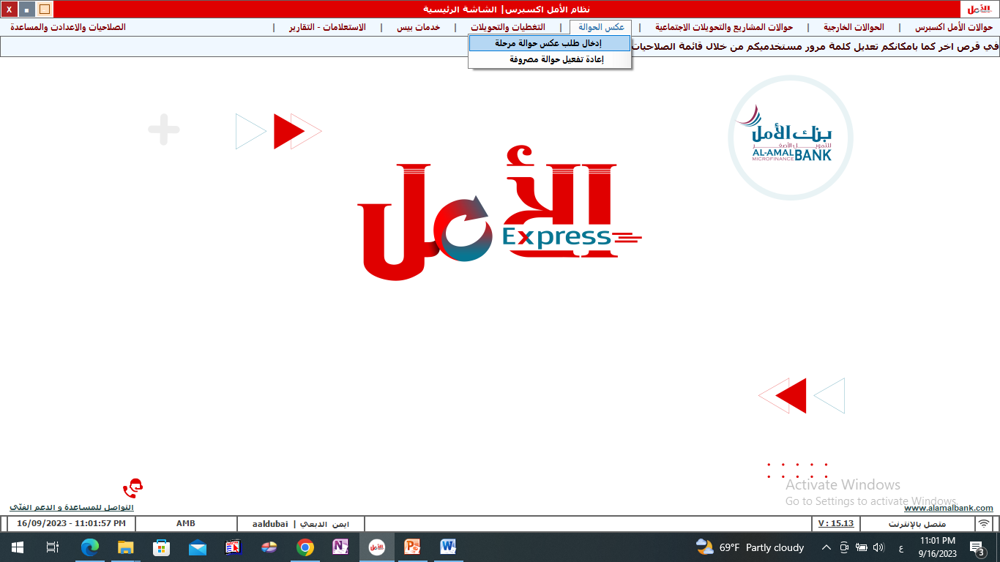 نظام الأمل اكسبرس| الشاشة الرئيسية
X
الأمل
حوالات الأمل اكسبرس | الحوالات الخارجية | حوالات المشاريع والتحويلات الاجتماعية | عكس الحوالة | التغطيات والتحويلات | خدمات بيس | الاستعلامات - التقارير | الصلاحيات والاعدادت والمساعدة
في قرص اخر كما بامكانكم تعديل كلمة مرور مستخدميكم من خلال قائمة الصلاحيات
إدخال طلب عكس حوالة مرحلة
إعادة تفعيل حوالة مصروفة
بنك الأمل
للتمويل الأصغر
AL-AMAL BANK
MICROFINANCE
الأمل
Express
Activate Windows
Go to Settings to activate Windows.
التواصل للمساعدة و الدعم الفنّي
www.alamalbank.com
16/09/2023 - 11:01:57 PM
AMB
aaldubai | ايمن الدبعي
V : 15.13
متصل بالإنترنت
69°F Partly cloudy
ع
11:01 PM
9/16/2023
3